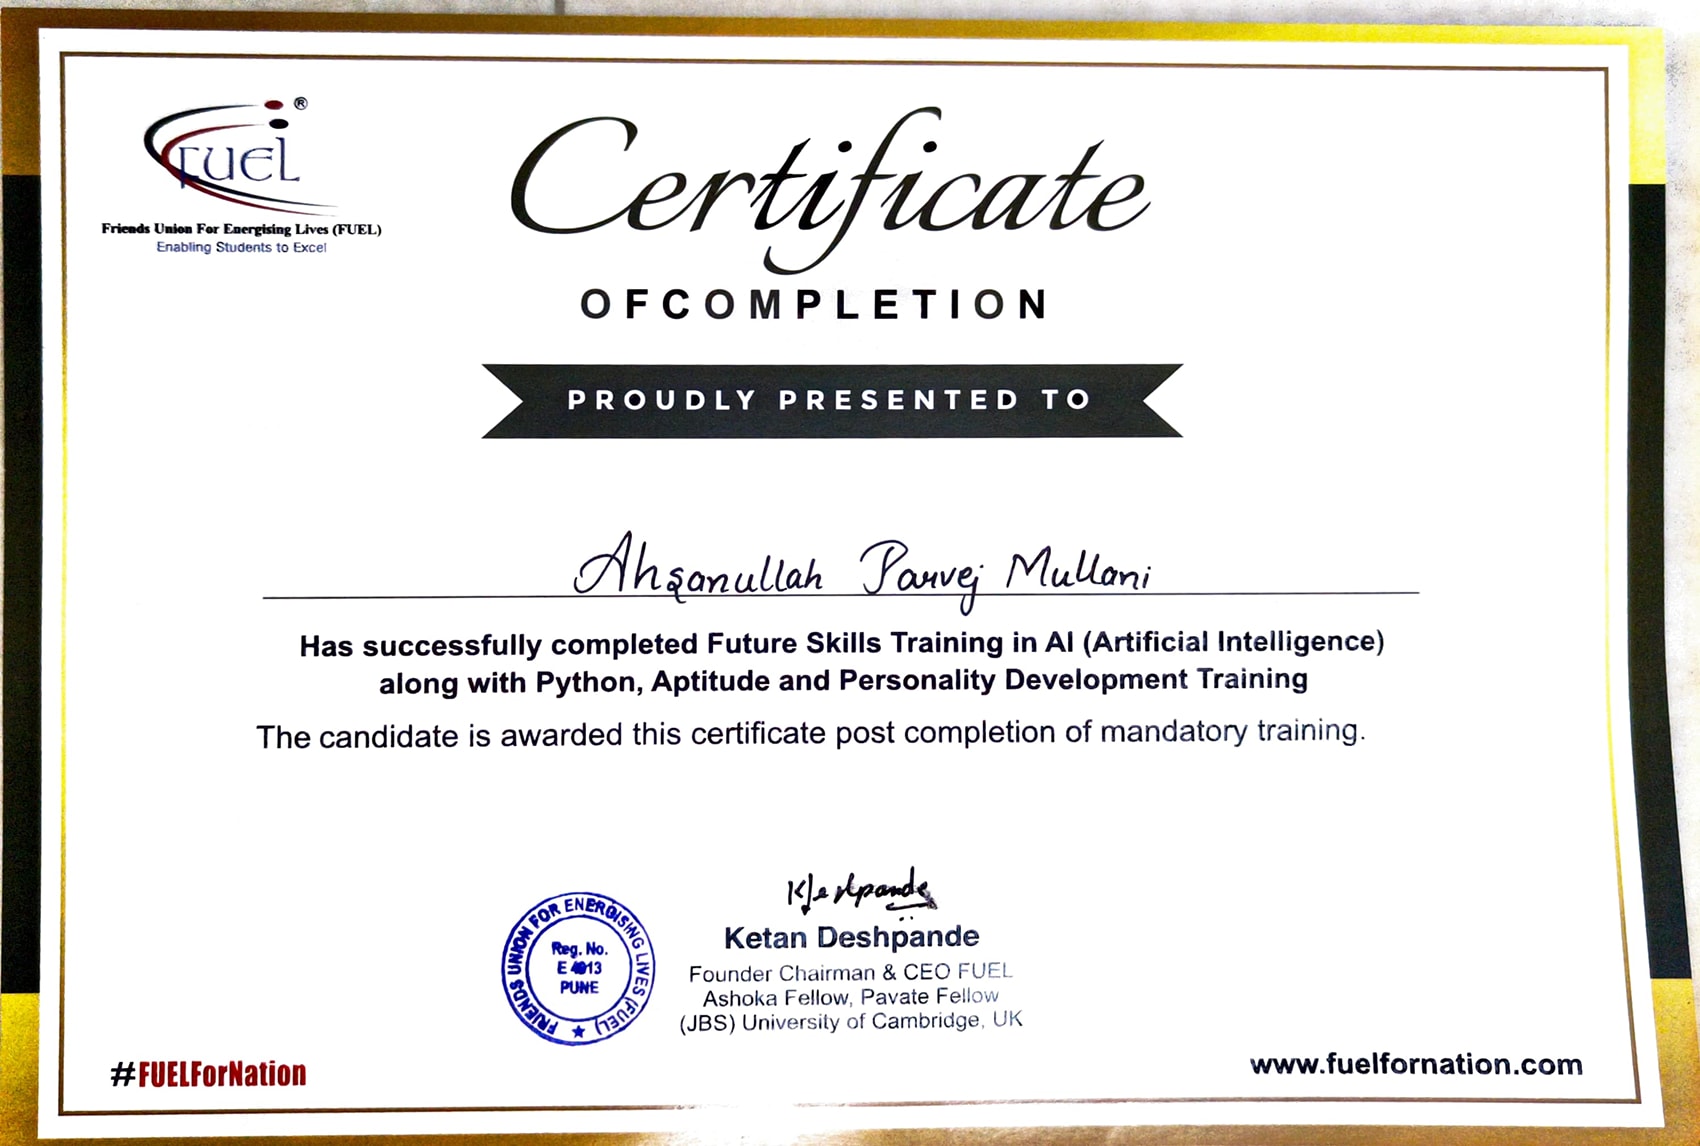 FUEL ®
Friends Union For Energising Lives (FUEL)
Enabling Students to Excel
Certificate
OFCOMPLETION
PROUDLY PRESENTED TO
Ahsanullah Parvej Mullani
Has successfully completed Future Skills Training in AI (Artificial Intelligence)
along with Python, Aptitude and Personality Development Training
The candidate is awarded this certificate post completion of mandatory training.
Ketan Deshpande
Founder Chairman & CEO FUEL
Ashoka Fellow, Pavate Fellow
(JBS) University of Cambridge, UK
FRIENDS UNION FOR ENERGISING LIVES (FUEL) ★
Reg. No.
PUNE
#FUELForNation
www.fuelfornation.com